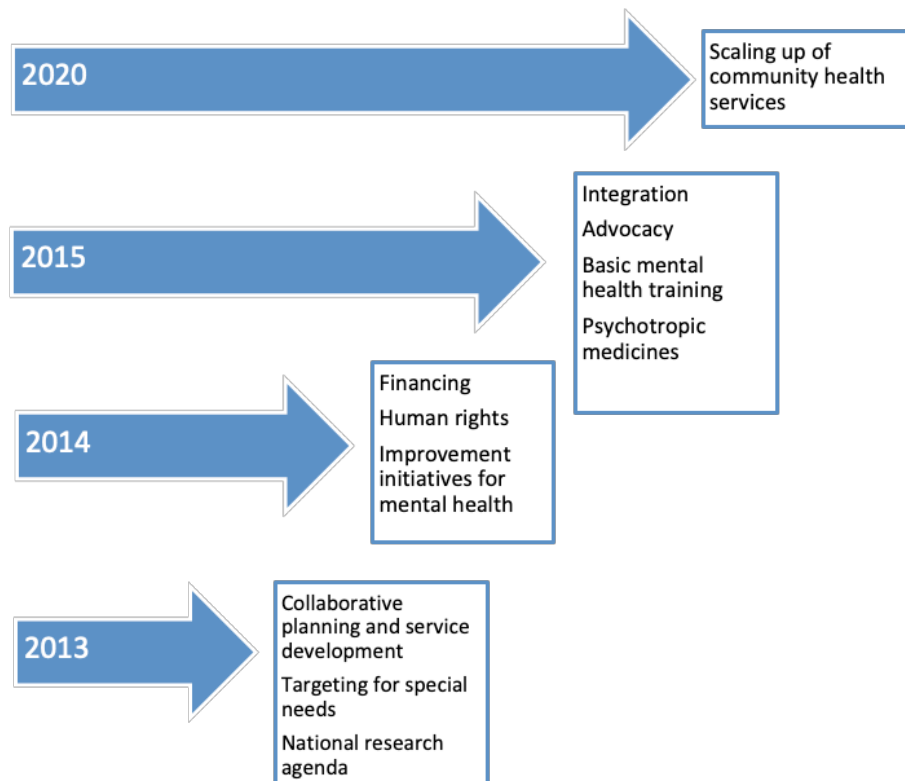 2020
Scaling up of
community health
services
2015
Integration
Advocacy
Basic mental
health training
Psychotropic
medicines
2014
Financing
Human rights
Improvement
initiatives for
mental health
2013
Collaborative
planning and service
development
Targeting for special
needs
National research
agenda